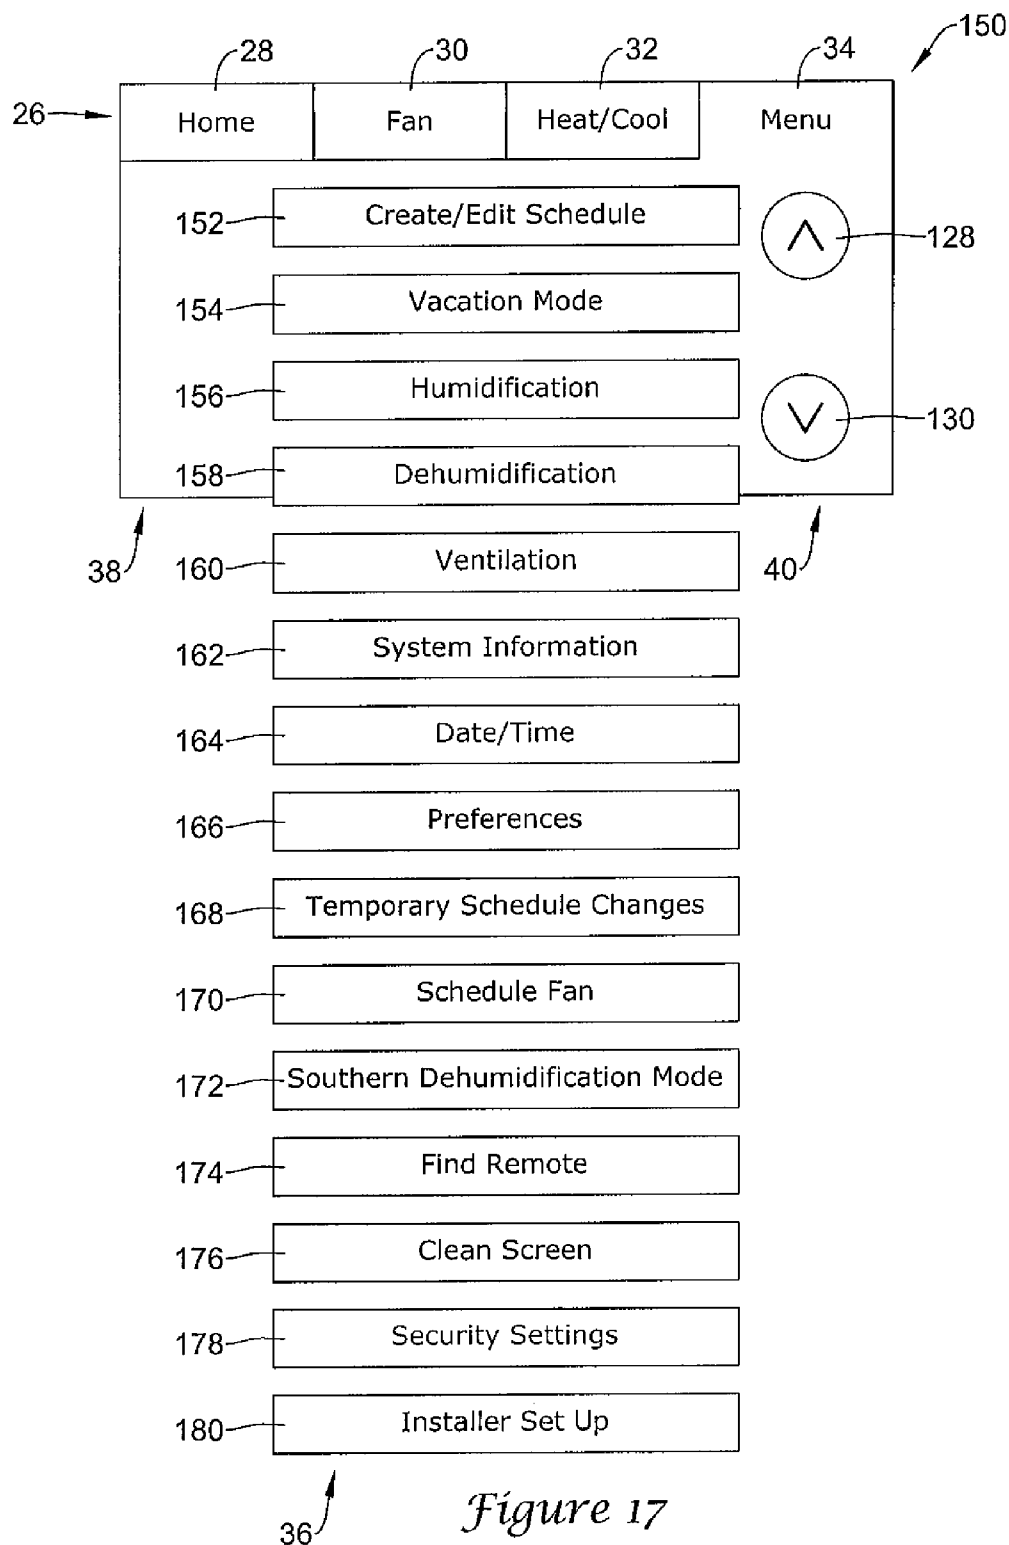 150
28 30 32 34
26 Home Fan Heat/Cool Menu
152 Create/Edit Schedule 128
154 Vacation Mode
156 Humidification 130
158 Dehumidification
38 160 Ventilation 40
162 System Information
164 Date/Time
166 Preferences
168 Temporary Schedule Changes
170 Schedule Fan
172 Southern Dehumidification Mode
174 Find Remote
176 Clean Screen
178 Security Settings
180 Installer Set Up
36 Figure 17